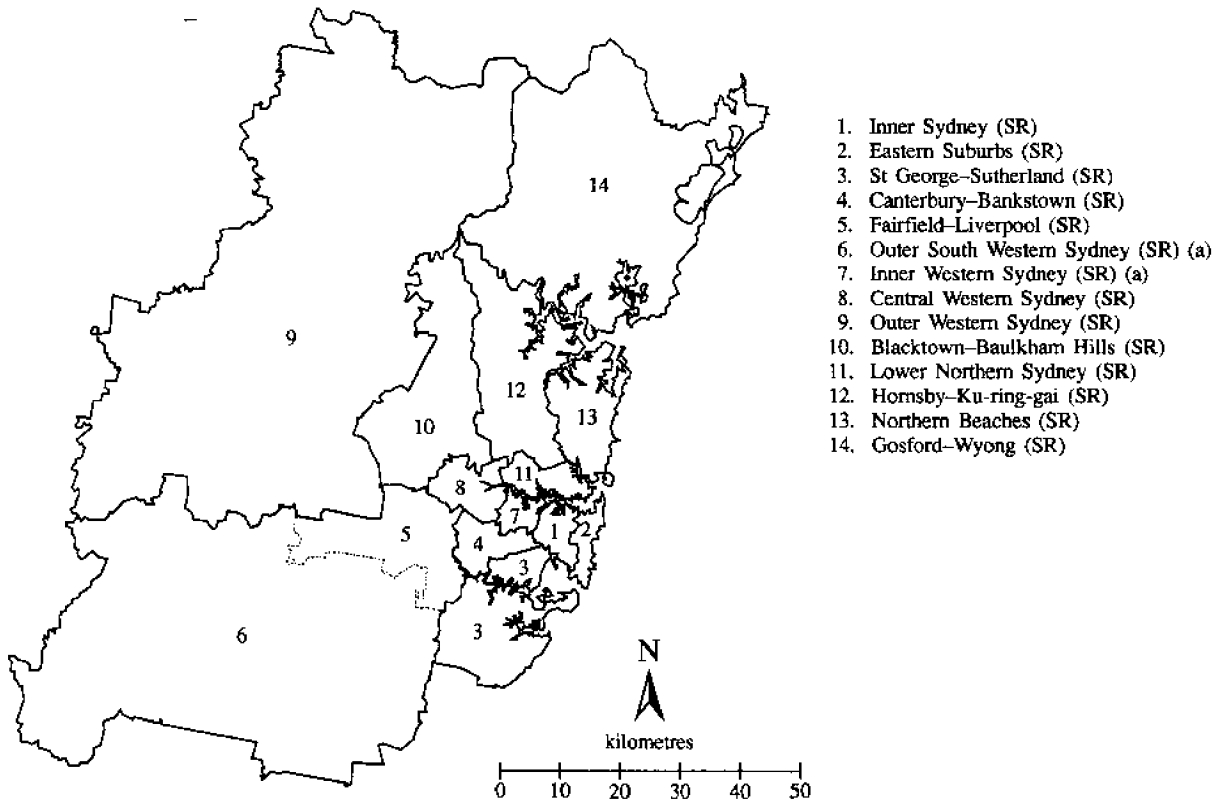 1. Inner Sydney (SR)
2. Eastern Suburbs (SR)
3. St George–Sutherland (SR)
4. Canterbury–Bankstown (SR)
5. Fairfield–Liverpool (SR)
6. Outer South Western Sydney (SR) (a)
7. Inner Western Sydney (SR) (a)
8. Central Western Sydney (SR)
9. Outer Western Sydney (SR)
10. Blacktown–Baulkham Hills (SR)
11. Lower Northern Sydney (SR)
12. Hornsby–Ku-ring-gai (SR)
13. Northern Beaches (SR)
14. Gosford–Wyong (SR)
14
9
12
13
10
11
8
7
5
1
2
4
3
6
3
N
kilometres
0 10 20 30 40 50